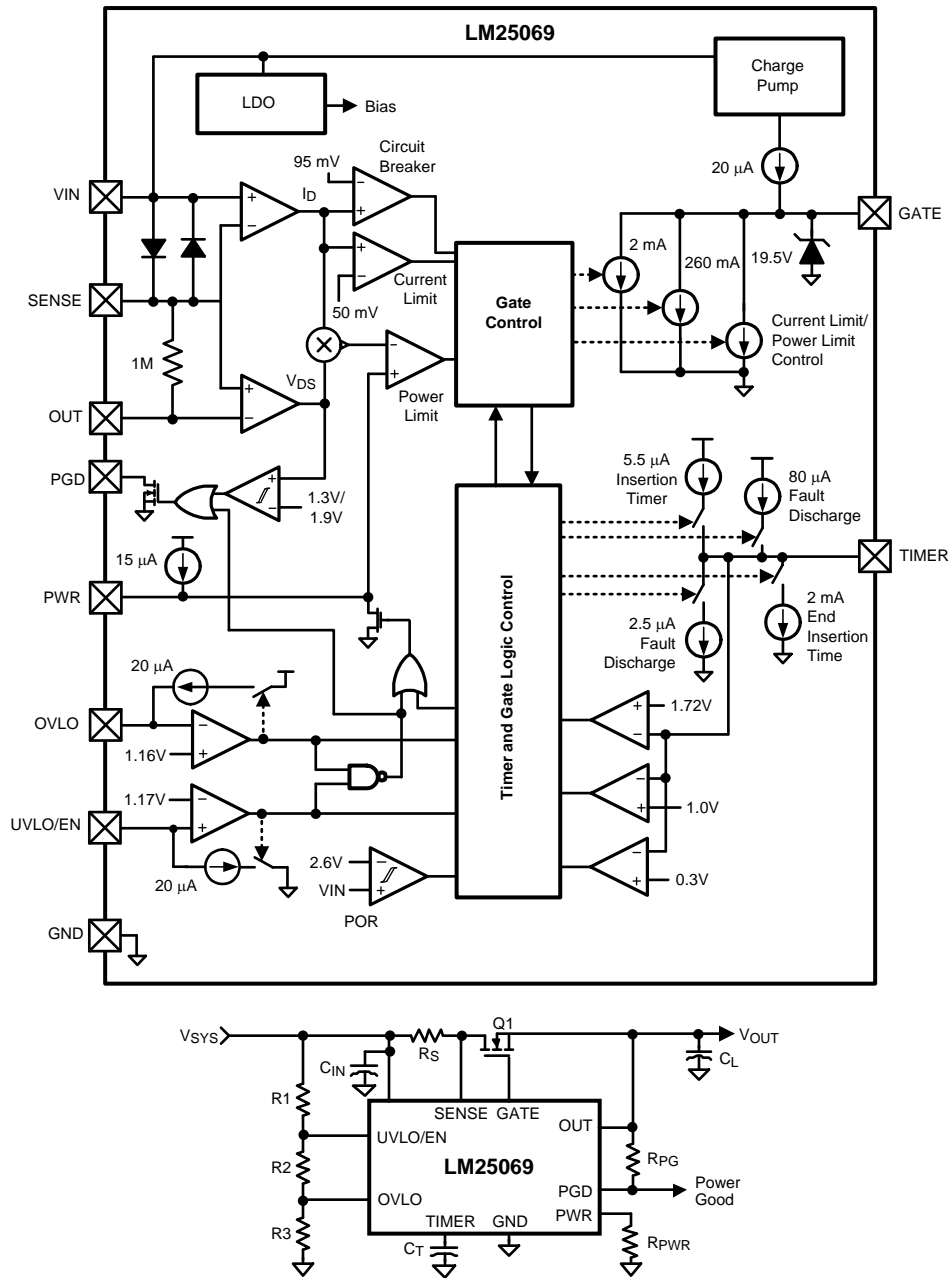 LM25069
Charge
Pump
LDO
Bias
20 μA
Circuit
Breaker
95 mV
VIN
ID
GATE
2 mA
260 mA
19.5V
SENSE
Current
Limit
50 mV
Gate
Control
Current Limit/
Power Limit
Control
1M
VDS
Power
Limit
OUT
PGD
1.3V/
1.9V
5.5 μA
Insertion
Timer
80 μA
Fault
Discharge
TIMER
15 μA
PWR
2.5 μA
Fault
Discharge
2 mA
End
Insertion
Time
Timer and Gate Logic Control
20 μA
OVLO
1.16V
1.72V
1.17V
1.0V
UVLO/EN
20 μA
2.6V
VIN
POR
0.3V
GND
VSYS
RS
Q1
VOUT
CIN
CL
R1
SENSE
GATE
OUT
UVLO/EN
R2
LM25069
RPG
OVLO
PGD
Power
Good
PWR
R3
TIMER
GND
CT
RPWR